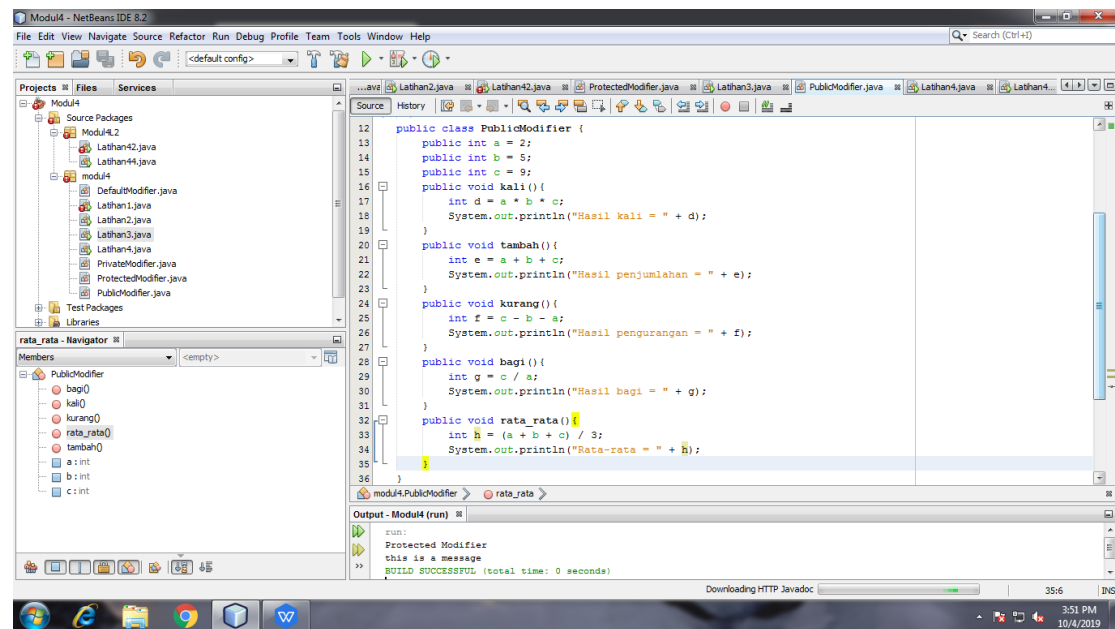 Modul4 - NetBeans IDE 8.2
File Edit View Navigate Source Refactor Run Debug Profile Team Tools Window Help
Search (Ctrl+I)
<default config>
Projects Files Services
Modul4
Source Packages
Modul4L2
Latihan42.java
Latihan44.java
modul4
DefaultModifier.java
Latihan1.java
Latihan2.java
Latihan3.java
Latihan4.java
PrivateModifier.java
ProtectedModifier.java
PublicModifier.java
Test Packages
Libraries
rata_rata - Navigator
Members <empty>
PublicModifier
bagi()
kali()
kurang()
rata_rata()
tambah()
a : int
b : int
c : int
...ava Latihan2.java Latihan42.java ProtectedModifier.java Latihan3.java PublicModifier.java Latihan4.java Latihan4...
Source History
12 public class PublicModifier {
13 public int a = 2;
14 public int b = 5;
15 public int c = 9;
16 public void kali(){
17 int d = a * b * c;
18 System.out.println("Hasil kali = " + d);
19 }
20 public void tambah(){
21 int e = a + b + c;
22 System.out.println("Hasil penjumlahan = " + e);
23 }
24 public void kurang(){
25 int f = c - b - a;
26 System.out.println("Hasil pengurangan = " + f);
27 }
28 public void bagi(){
29 int g = c / a;
30 System.out.println("Hasil bagi = " + g);
31 }
32 public void rata_rata(){
33 int h = (a + b + c) / 3;
34 System.out.println("Rata-rata = " + h);
35 }
36 }
modul4.PublicModifier rata_rata
Output - Modul4 (run)
run:
Protected Modifier
this is a message
BUILD SUCCESSFUL (total time: 0 seconds)
Downloading HTTP Javadoc 35:6 INS
3:51 PM
10/4/2019